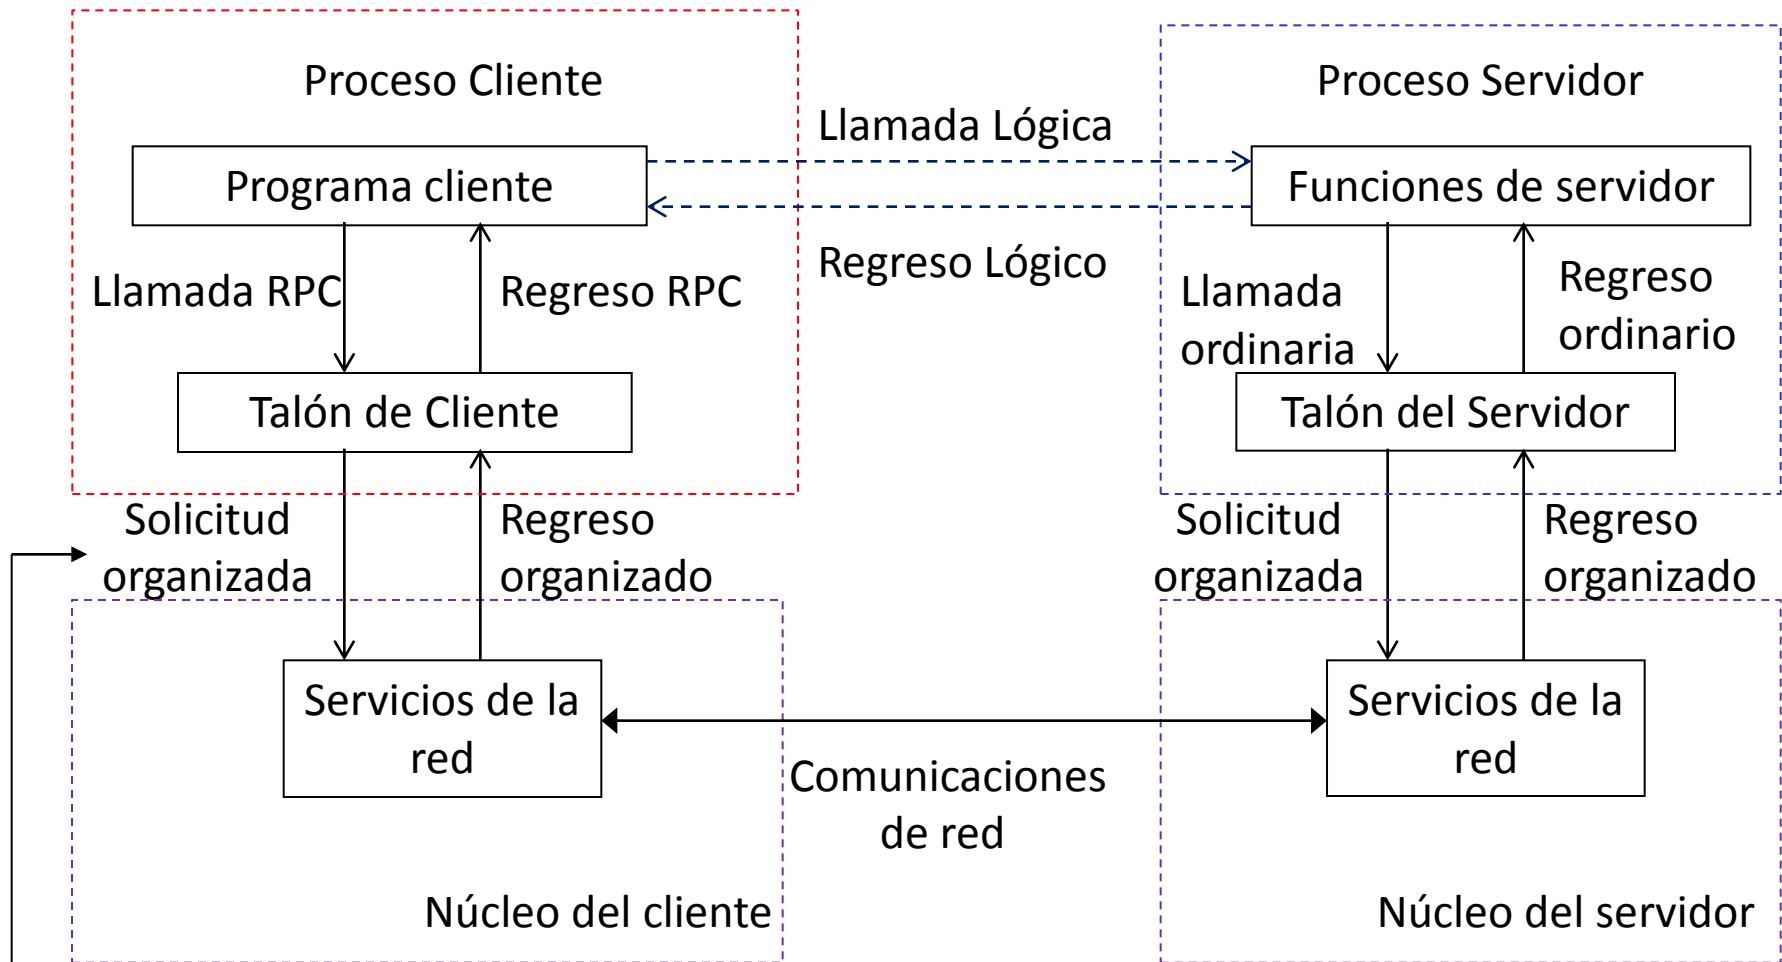 Proceso Cliente
Proceso Servidor
Llamada Lógica
Programa cliente
Funciones de servidor
Regreso Lógico
Llamada RPC
Regreso RPC
Llamada
ordinaria
Regreso
ordinario
Talón de Cliente
Talón del Servidor
Solicitud
organizada
Regreso
organizado
Solicitud
organizada
Regreso
organizado
Servicios de la
red
Servicios de la
red
Comunicaciones
de red
Núcleo del cliente
Núcleo del servidor